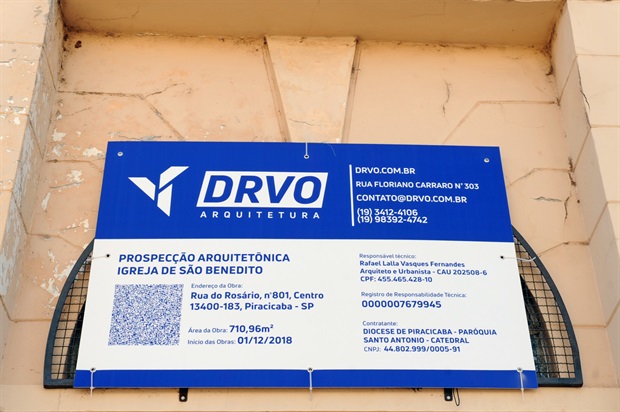 DRVO
ARQUITETURA
DRVO.COM.BR
RUA FLORIANO CARRARO N° 303
CONTATO@DRVO.COM.BR
(19) 3412-4106
(19) 98392-4742
PROSPECÇÃO ARQUITETÔNICA
IGREJA DE SÃO BENEDITO
Endereço da Obra:
Rua do Rosário, n°801, Centro
13400-183, Piracicaba - SP
Área da Obra: 710,96m²
Início das Obras: 01/12/2018
Responsável técnico:
Rafael Lalla Vasques Fernandes
Arquiteto e Urbanista - CAU 202508-6
CPF: 455.465.428-10
Registro de Responsabilidade Técnica:
0000007679945
Contratante:
DIOCESE DE PIRACICABA - PARÓQUIA
SANTO ANTONIO - CATEDRAL
CNPJ: 44.802.999/0005-91